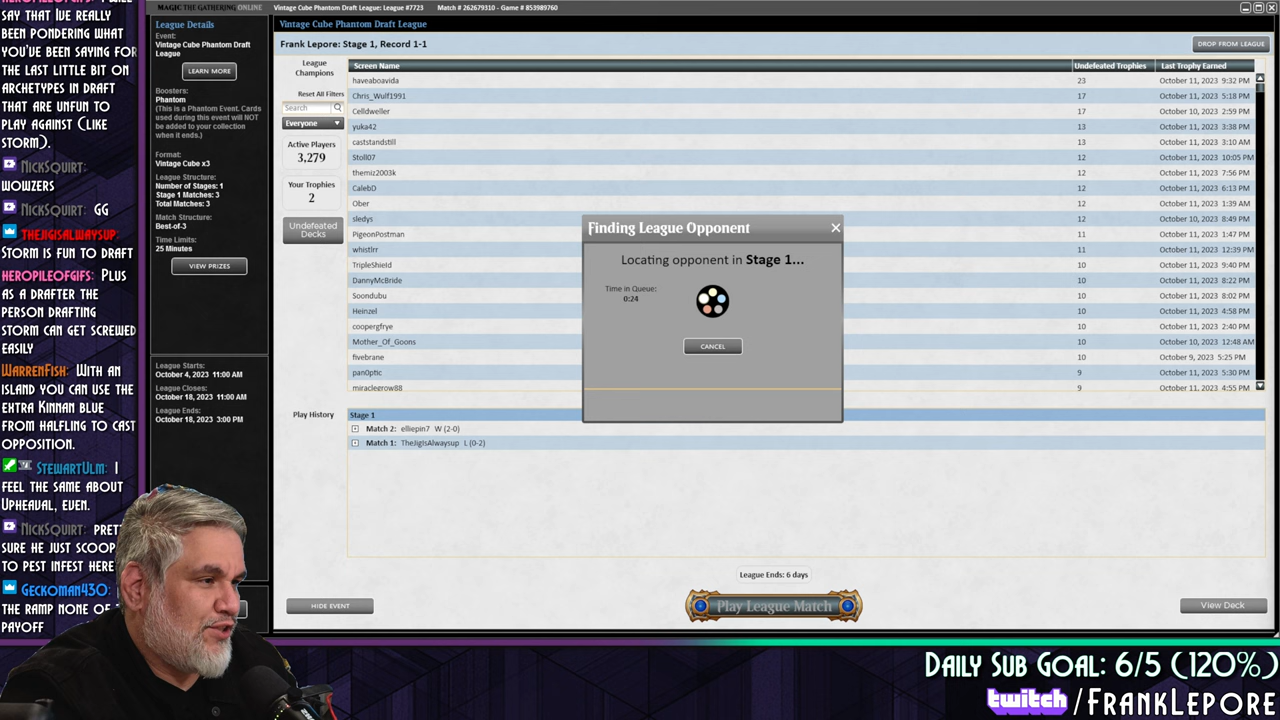 HEROPILEOFGIFS: I WILL
SAY THAT I'VE REALLY
BEEN PONDERING WHAT
YOU'VE BEEN SAYING FOR
THE LAST LITTLE BIT ON
ARCHETYPES IN DRAFT
THAT ARE UNFUN TO
PLAY AGAINST (LIKE
STORM).
NICKSQUIRT:
WOWZERS
NICKSQUIRT: GG
THEJIGISALWAYSUP:
STORM IS FUN TO DRAFT
HEROPILEOFGIFS: PLUS
AS A DRAFTER THE
PERSON DRAFTING
STORM CAN GET SCREWED
EASILY
WARRENFISH: WITH AN
ISLAND YOU CAN USE THE
EXTRA KINNAN BLUE
FROM HALFLING TO CAST
OPPOSITION.
STEWARTULM: I
FEEL THE SAME ABOUT
UPHEAVAL, EVEN.
NICKSQUIRT: PRET
SURE HE JUST SCOOP
TO PEST INFEST HERE
GECKOMAN430:
THE RAMP NONE OF
PAYOFF
MAGIC THE GATHERING ONLINE
Vintage Cube Phantom Draft League: League #7723
Match # 262679310 - Game # 853989760
League Details
Event:
Vintage Cube Phantom Draft
League
LEARN MORE
Boosters:
Phantom
(This is a Phantom Event. Cards
used during this event will NOT
be added to your collection
when it ends.)
Format:
Vintage Cube x3
League Structure:
Number of Stages: 1
Stage 1 Matches: 3
Total Matches: 3
Match Structure:
Best-of-3
Time Limits:
25 Minutes
VIEW PRIZES
League Starts:
October 4, 2023 11:00 AM
League Closes:
October 18, 2023 11:00 AM
League Ends:
October 18, 2023 3:00 PM
Vintage Cube Phantom Draft League
Frank Lepore: Stage 1, Record 1-1
DROP FROM LEAGUE
League
Champions
Reset All Filters
Search
Everyone
Active Players
3,279
Your Trophies
2
Undefeated
Decks
Screen Name Undefeated Trophies Last Trophy Earned
haveaboavida 23 October 11, 2023 9:32 PM
Chris_Wulf1991 17 October 11, 2023 5:18 PM
Celldweller 17 October 10, 2023 2:59 PM
yuka42 13 October 11, 2023 3:38 PM
caststandstill 13 October 11, 2023 3:10 AM
Stoll07 12 October 11, 2023 10:05 PM
themiz2003k 12 October 11, 2023 7:56 PM
CalebD 12 October 11, 2023 6:13 PM
Ober 12 October 11, 2023 1:39 AM
sledys 12 October 10, 2023 8:49 PM
PigeonPostman 11 October 11, 2023 1:47 PM
whistlrr 11 October 11, 2023 12:39 PM
TripleShield 10 October 11, 2023 9:40 PM
DannyMcBride 10 October 11, 2023 8:22 PM
Soondubu 10 October 11, 2023 8:02 PM
Heinzel 10 October 11, 2023 4:58 PM
coopergfrye 10 October 11, 2023 2:40 PM
Mother_Of_Goons 10 October 10, 2023 12:48 AM
fivebrane 10 October 9, 2023 5:25 PM
pan0ptic 9 October 11, 2023 5:30 PM
miraclegrow88 9 October 11, 2023 4:55 PM
Finding League Opponent
Locating opponent in Stage 1...
Time in Queue:
0:24
CANCEL
Play History
Stage 1
Match 2: elliepin7 W (2-0)
Match 1: TheJigIsAlwaysup L (0-2)
League Ends: 6 days
HIDE EVENT
Play League Match
View Deck
DAILY SUB GOAL: 6/5 (120%)
twitch/FRANKLEPORE